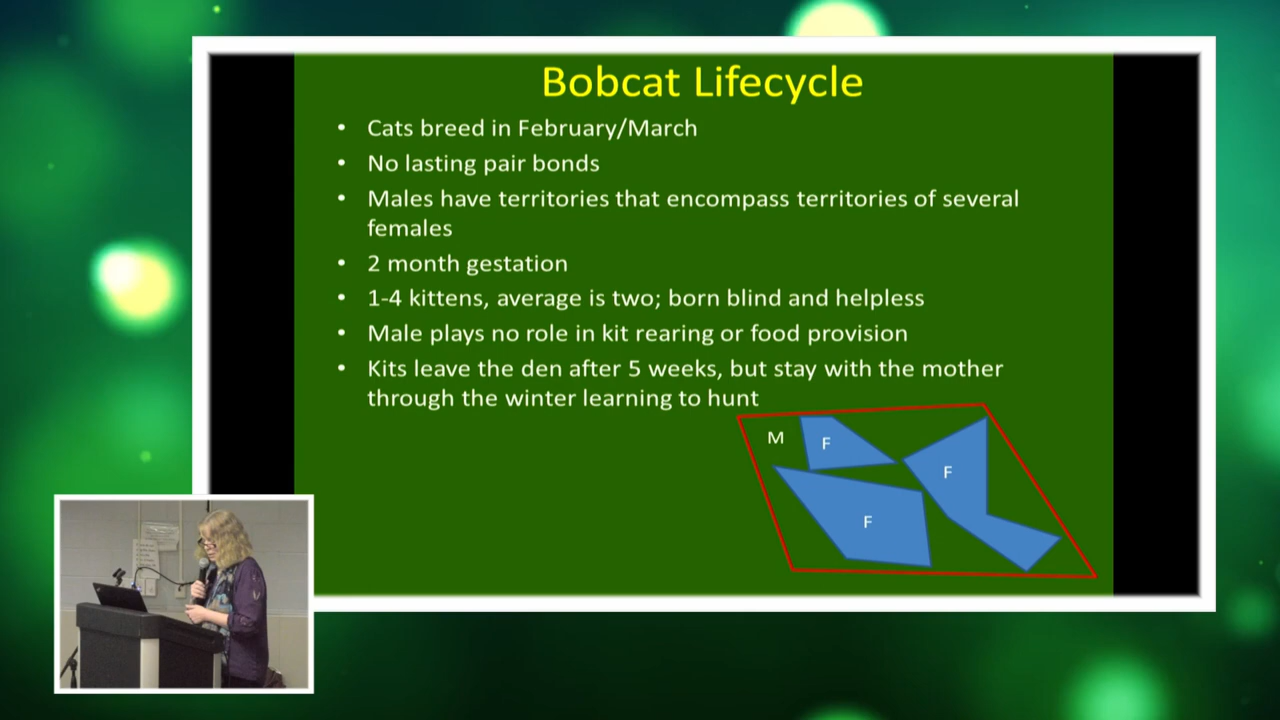 Bobcat Lifecycle
• Cats breed in February/March
• No lasting pair bonds
• Males have territories that encompass territories of several
females
• 2 month gestation
• 1-4 kittens, average is two; born blind and helpless
• Male plays no role in kit rearing or food provision
• Kits leave the den after 5 weeks, but stay with the mother
through the winter learning to hunt
M
F
F
F